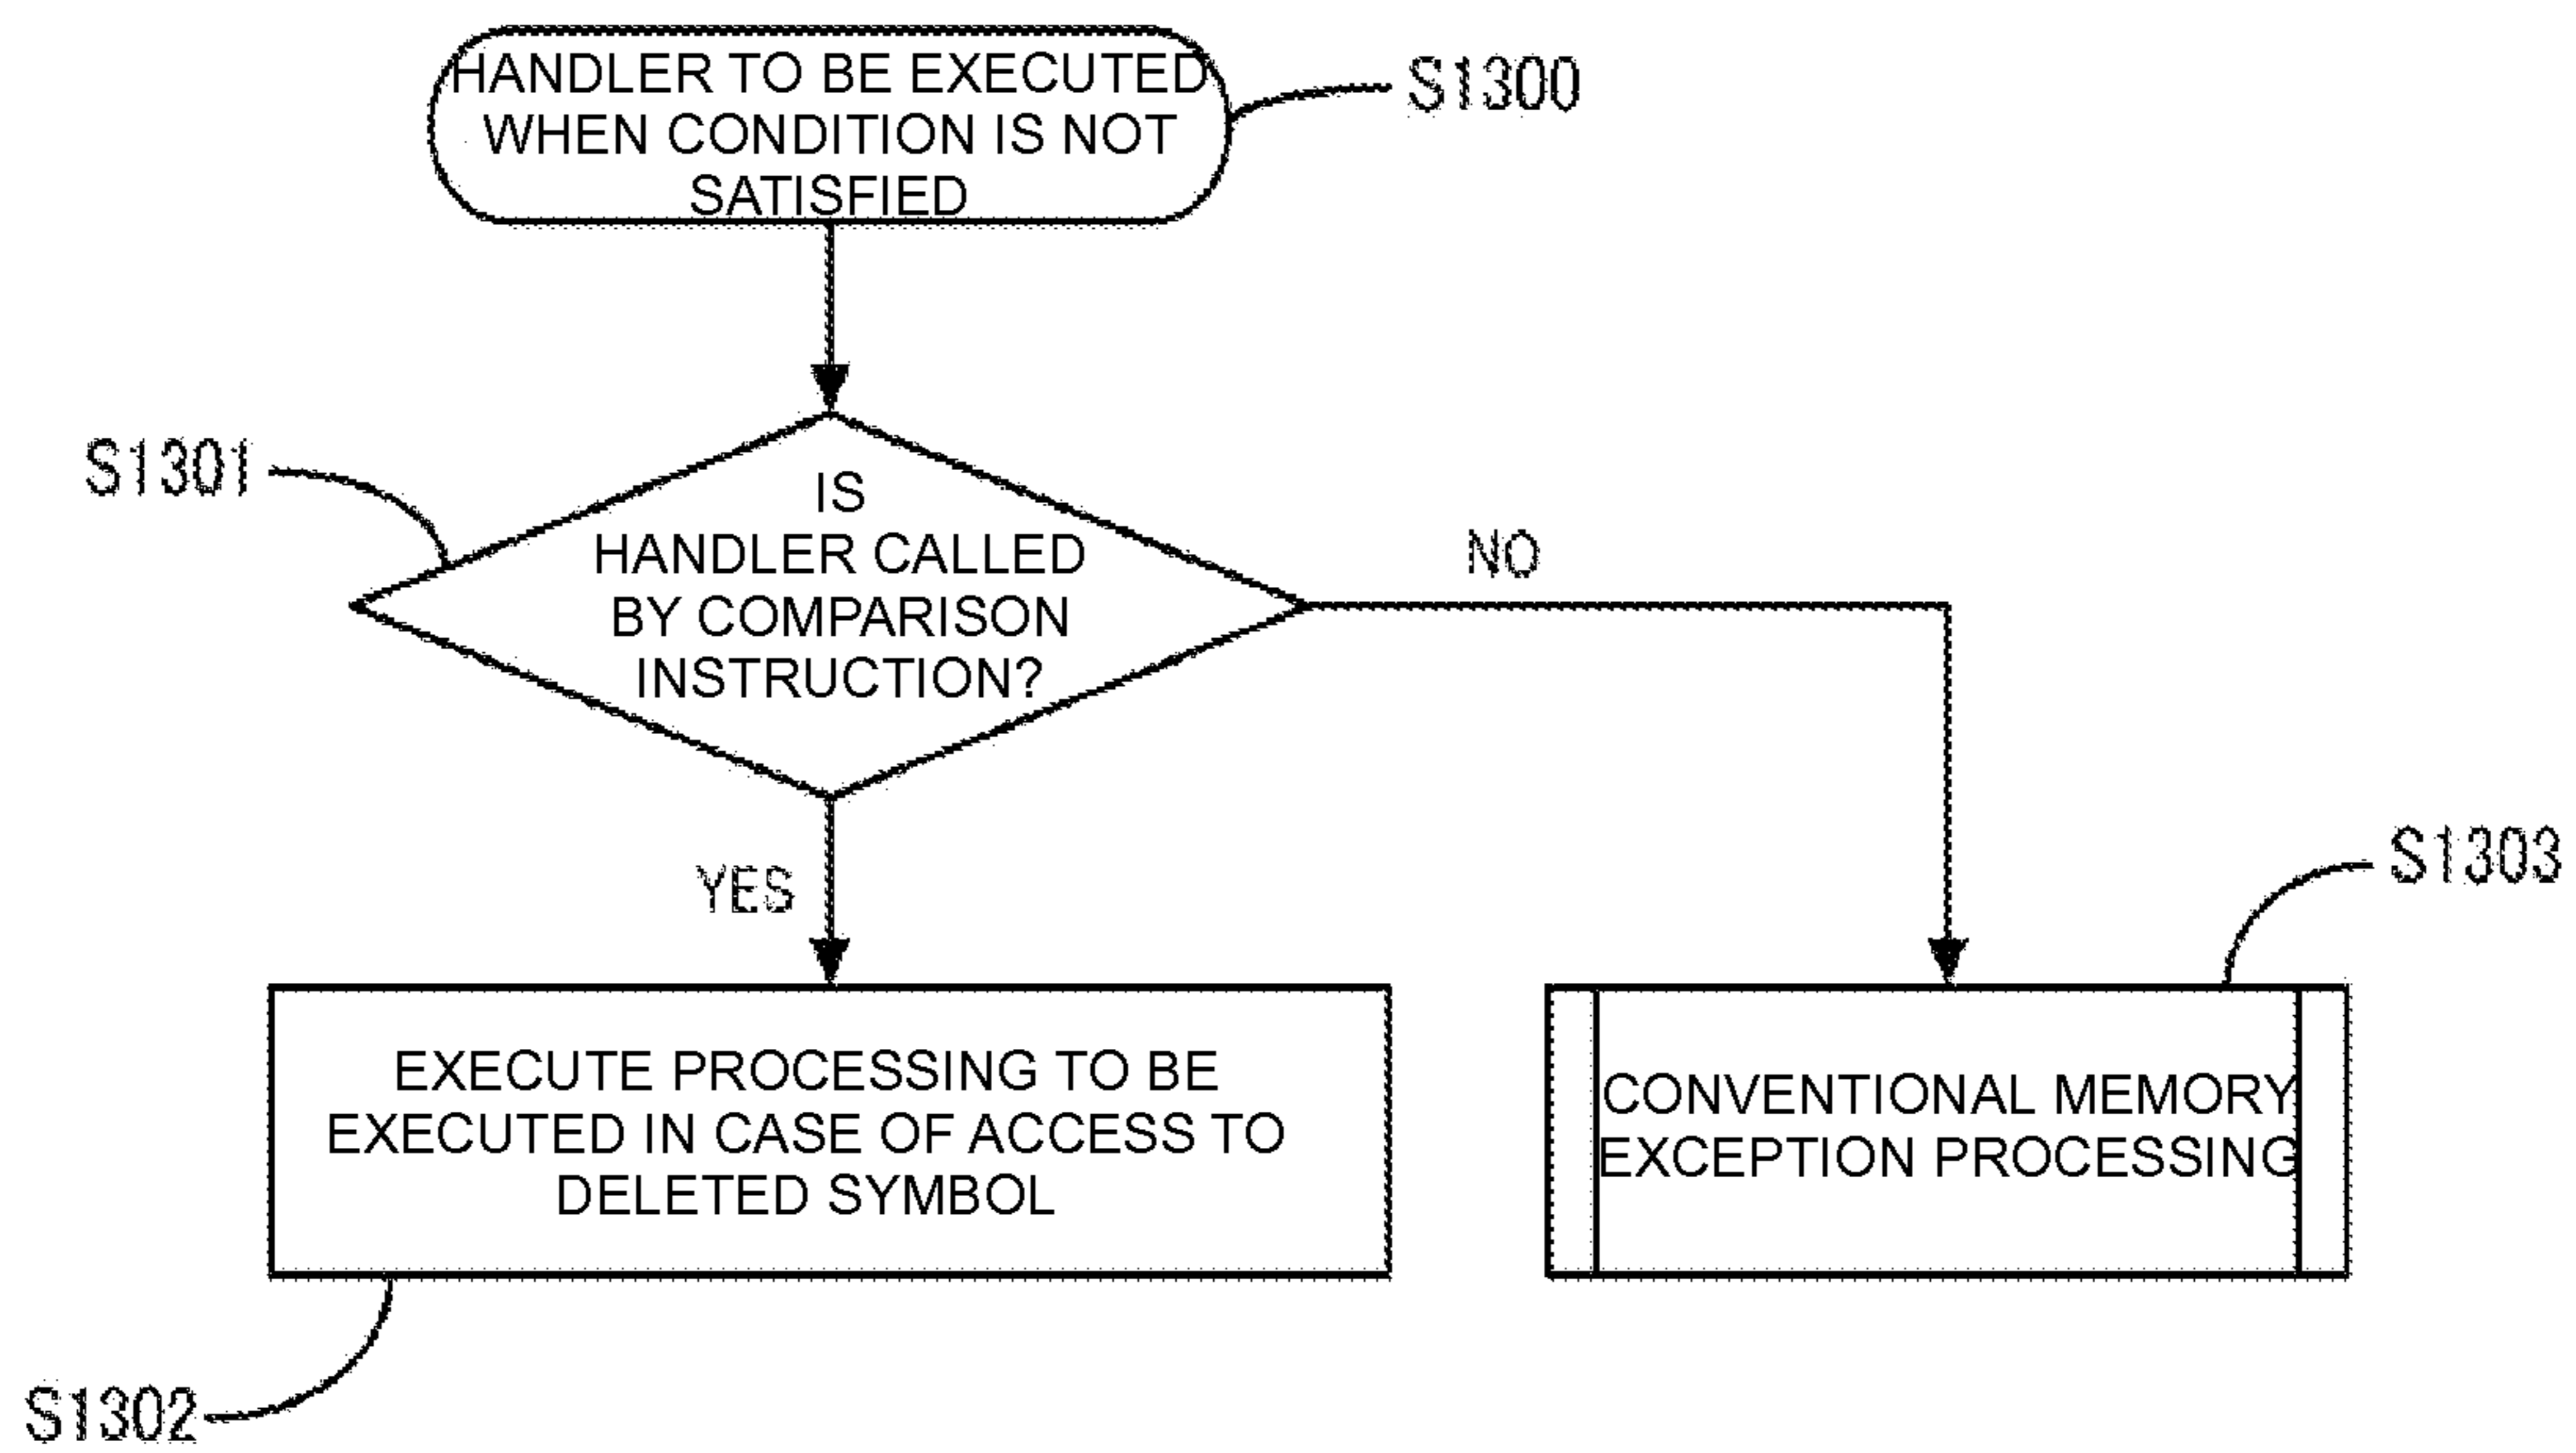 HANDLER TO BE EXECUTED
WHEN CONDITION IS NOT
SATISFIED
S1300
S1301
IS
HANDLER CALLED
BY COMPARISON
INSTRUCTION?
NO
YES
S1303
EXECUTE PROCESSING TO BE
EXECUTED IN CASE OF ACCESS TO
DELETED SYMBOL
CONVENTIONAL MEMORY
EXCEPTION PROCESSING
S1302